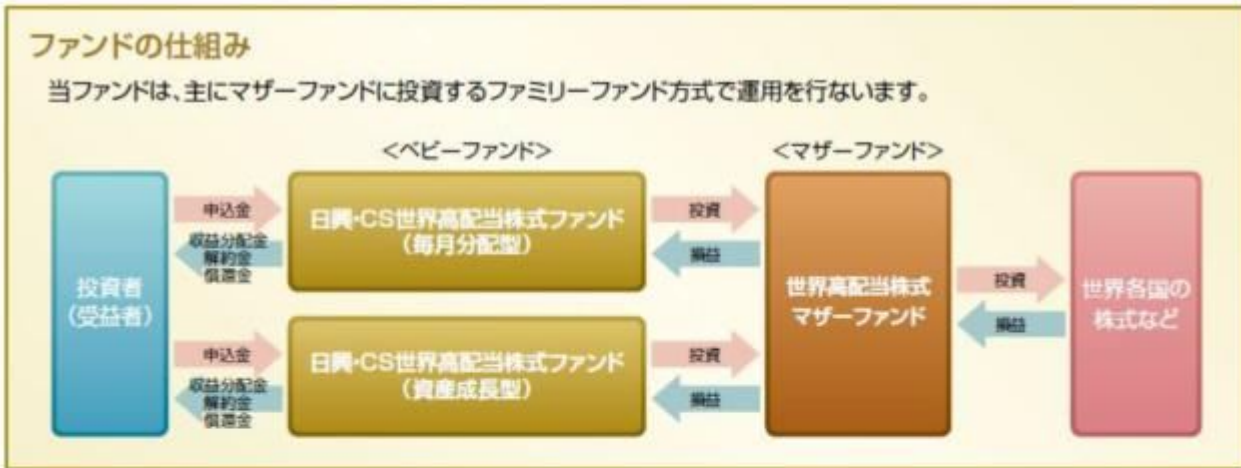 ファンドの仕組み
当ファンドは、主にマザーファンドに投資するファミリーファンド方式で運用を行ないます。
<ベビーファンド>
<マザーファンド>
投資者
(受益者)
申込金
収益分配金
解約金
償還金
日興・CS世界高配当株式ファンド
(毎月分配型)
投資
損益
申込金
収益分配金
解約金
償還金
日興・CS世界高配当株式ファンド
(資産成長型)
投資
損益
世界高配当株式
マザーファンド
投資
損益
世界各国の
株式など